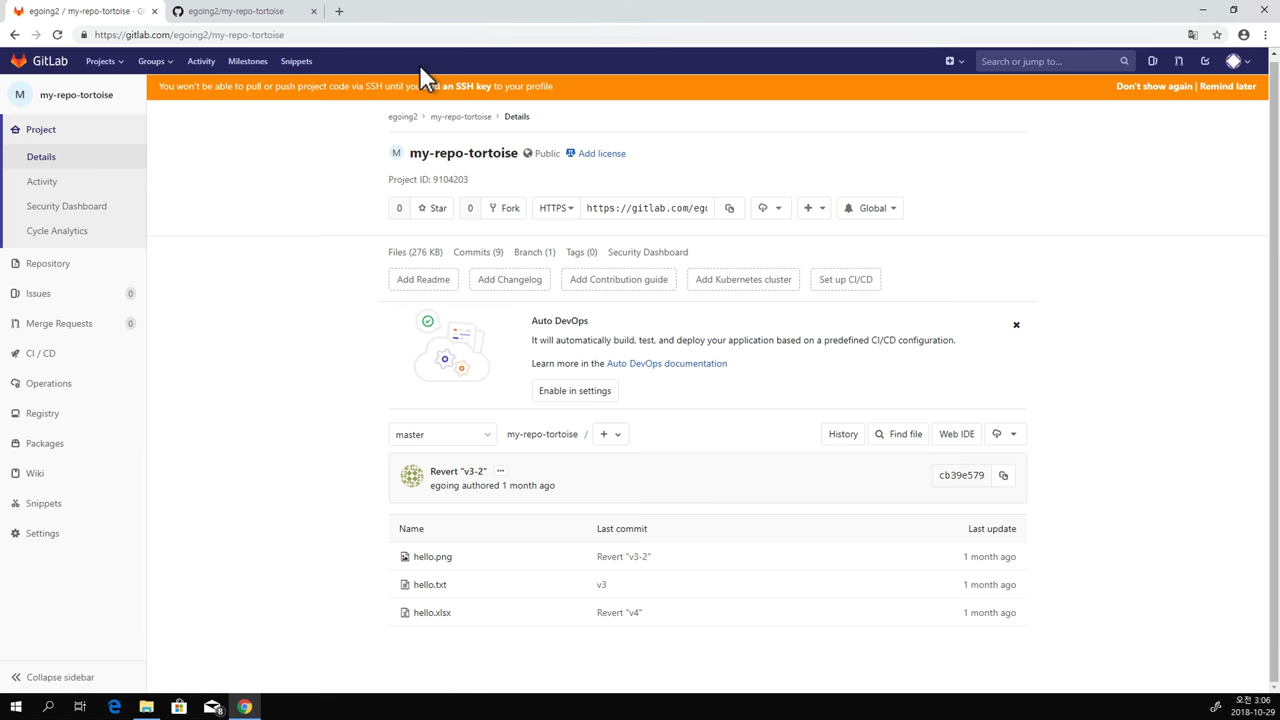 egoing2 / my-repo-tortoise · Gi
egoing2/my-repo-tortoise
https://gitlab.com/egoing2/my-repo-tortoise
GitLab
Projects
Groups
Activity
Milestones
Snippets
Search or jump to...
M
my-repo-tortoise
You won't be able to pull or push project code via SSH until you an SSH key to your profile
Don't show again | Remind later
Project
Details
Activity
Security Dashboard
Cycle Analytics
Repository
Issues 0
Merge Requests 0
CI / CD
Operations
Registry
Packages
Wiki
Snippets
Settings
Collapse sidebar
egoing2 › my-repo-tortoise › Details
M my-repo-tortoise Public Add license
Project ID: 9104203
0 Star 0 Fork HTTPS https://gitlab.com/ego Global
Files (276 KB) Commits (9) Branch (1) Tags (0) Security Dashboard
Add Readme Add Changelog Add Contribution guide Add Kubernetes cluster Set up CI/CD
Auto DevOps
It will automatically build, test, and deploy your application based on a predefined CI/CD configuration.
Learn more in the Auto DevOps documentation
Enable in settings
master my-repo-tortoise / + History Find file Web IDE
Revert "v3-2" ...
egoing authored 1 month ago
cb39e579
Name Last commit Last update
hello.png Revert "v3-2" 1 month ago
hello.txt v3 1 month ago
hello.xlsx Revert "v4" 1 month ago
8
오전 3:06
2018-10-29